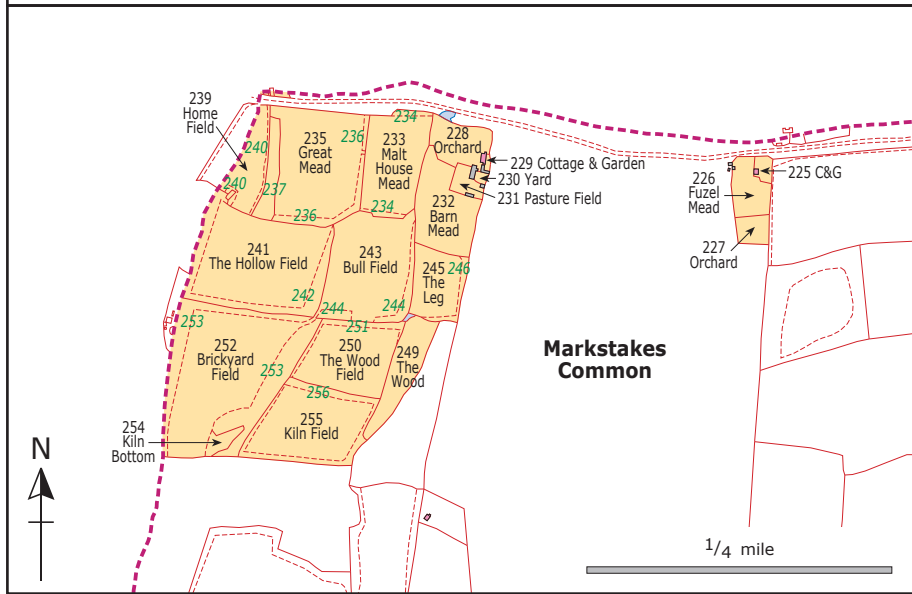 239
Home
Field
240
240
237
235
Great
Mead
236
236
233
Malt
House
Mead
234
234
228
Orchard
229 Cottage & Garden
230 Yard
231 Pasture Field
232
Barn
Mead
225 C&G
226
Fuzel
Mead
227
Orchard
241
The Hollow Field
242
243
Bull Field
244
244
245
The
Leg
246
253
252
Brickyard
Field
253
251
250
The Wood
Field
249
The
Wood
256
255
Kiln Field
254
Kiln
Bottom
Markstakes
Common
N
1/4 mile